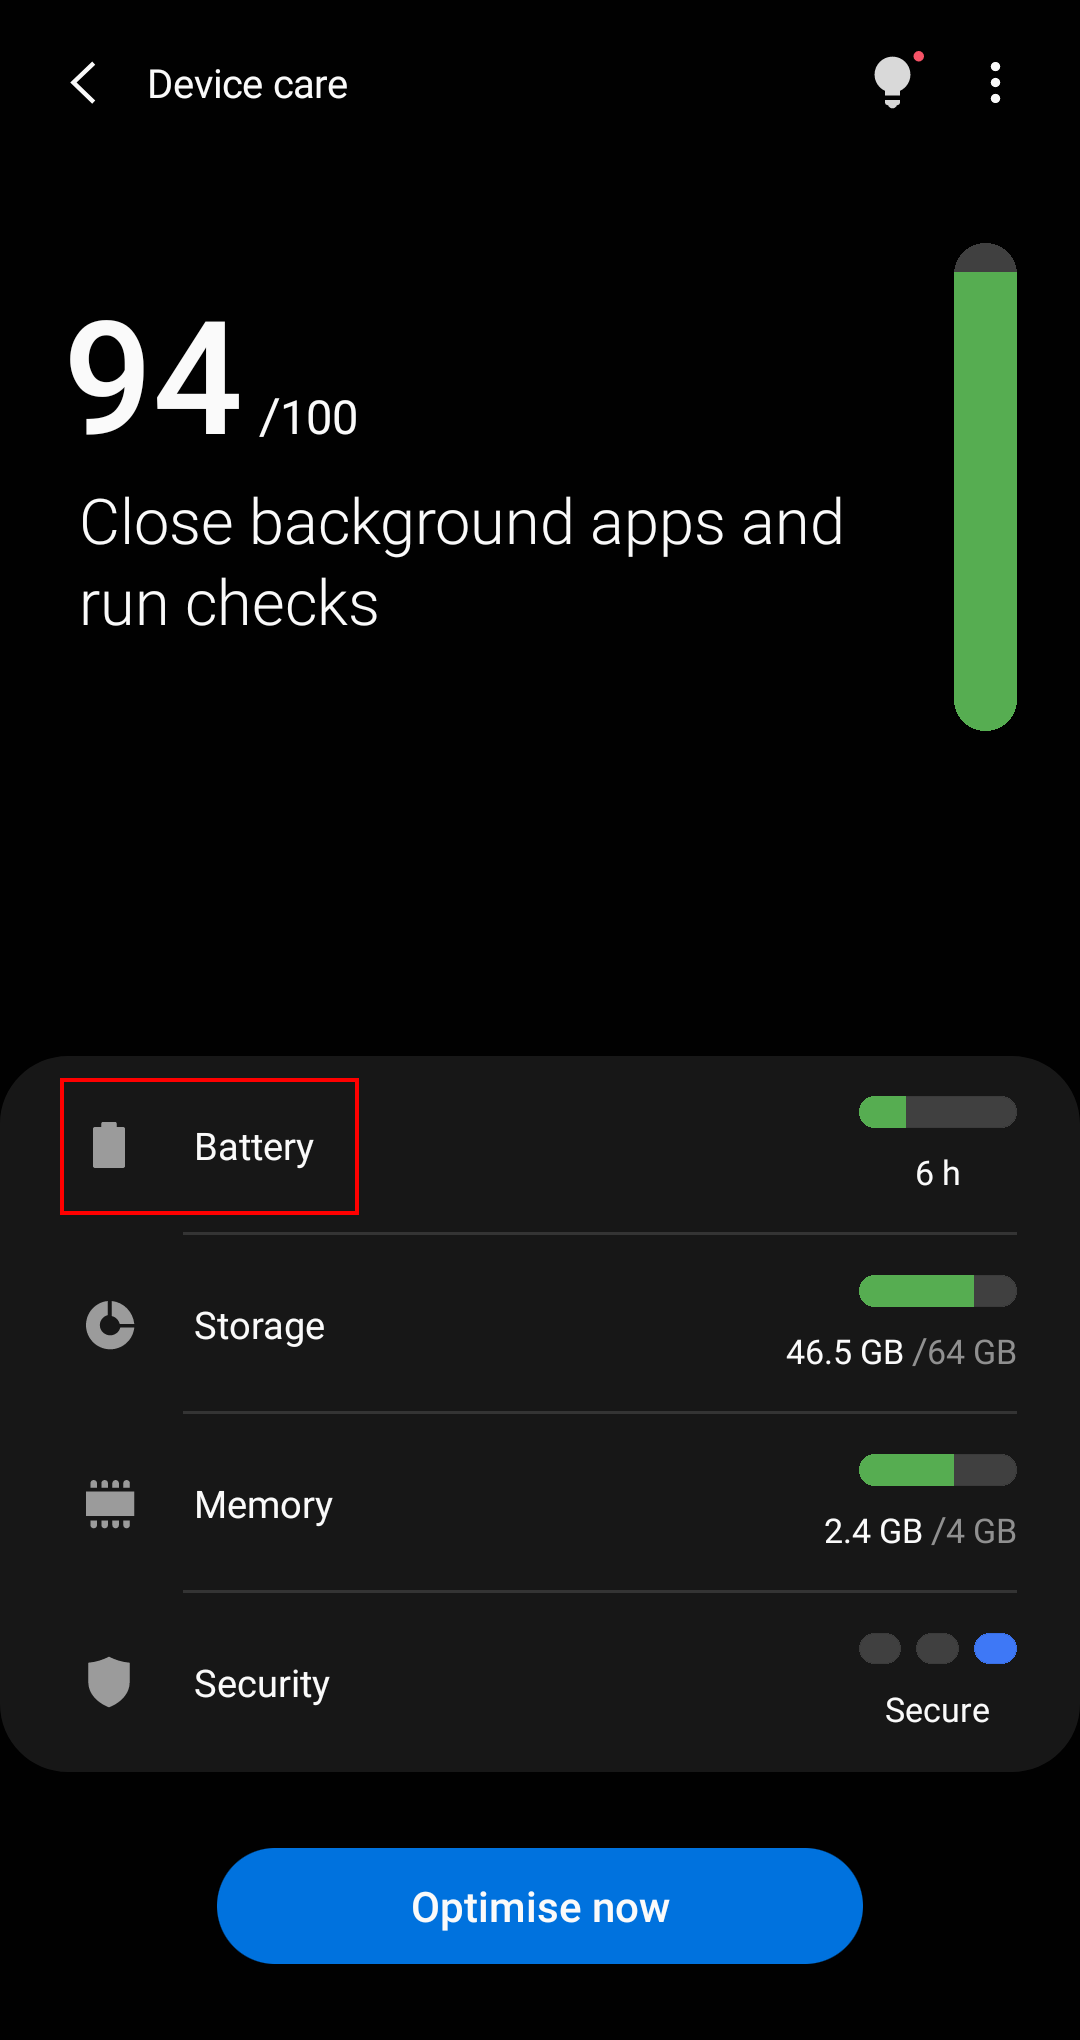 Device care
94 /100
Close background apps and
run checks
Battery
6 h
Storage
46.5 GB /64 GB
Memory
2.4 GB /4 GB
Security
Secure
Optimise now